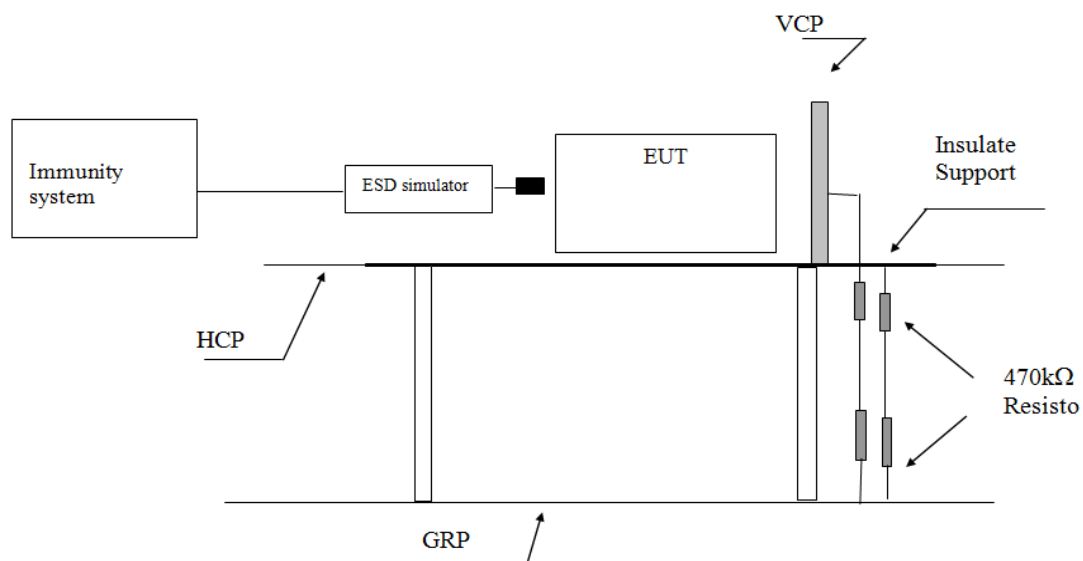 VCP
Immunity
system
ESD simulator
EUT
Insulate
Support
HCP
470kΩ
Resisto
GRP